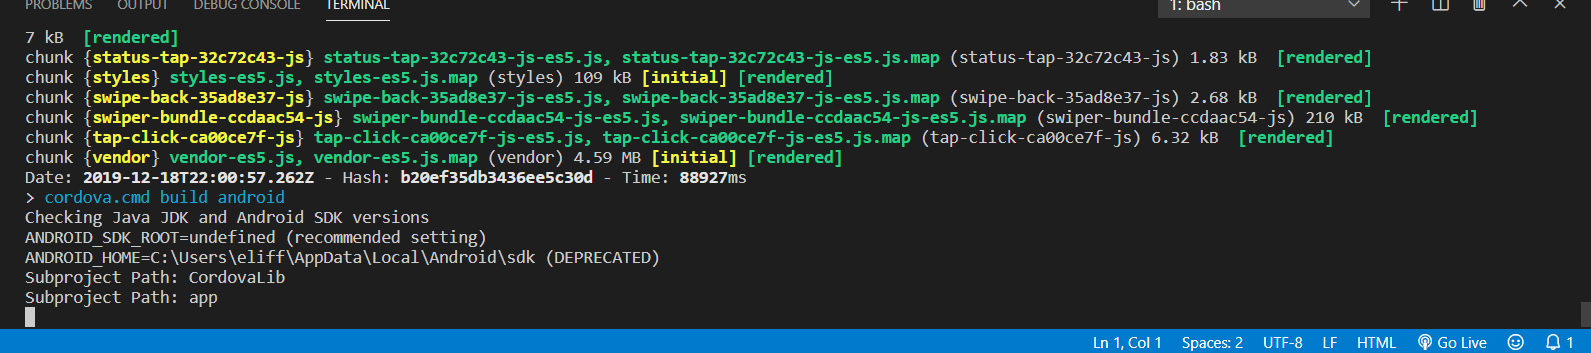 PROBLEMS OUTPUT DEBUG CONSOLE TERMINAL 1: bash
7 kB [rendered]
chunk {status-tap-32c72c43-js} status-tap-32c72c43-js-es5.js, status-tap-32c72c43-js-es5.js.map (status-tap-32c72c43-js) 1.83 kB [rendered]
chunk {styles} styles-es5.js, styles-es5.js.map (styles) 109 kB [initial] [rendered]
chunk {swipe-back-35ad8e37-js} swipe-back-35ad8e37-js-es5.js, swipe-back-35ad8e37-js-es5.js.map (swipe-back-35ad8e37-js) 2.68 kB [rendered]
chunk {swiper-bundle-ccdaac54-js} swiper-bundle-ccdaac54-js-es5.js, swiper-bundle-ccdaac54-js-es5.js.map (swiper-bundle-ccdaac54-js) 210 kB [rendered]
chunk {tap-click-ca00ce7f-js} tap-click-ca00ce7f-js-es5.js, tap-click-ca00ce7f-js-es5.js.map (tap-click-ca00ce7f-js) 6.32 kB [rendered]
chunk {vendor} vendor-es5.js, vendor-es5.js.map (vendor) 4.59 MB [initial] [rendered]
Date: 2019-12-18T22:00:57.262Z - Hash: b20ef35db3436ee5c30d - Time: 88927ms
> cordova.cmd build android
Checking Java JDK and Android SDK versions
ANDROID_SDK_ROOT=undefined (recommended setting)
ANDROID_HOME=C:\Users\eliff\AppData\Local\Android\sdk (DEPRECATED)
Subproject Path: CordovaLib
Subproject Path: app
Ln 1, Col 1 Spaces: 2 UTF-8 LF HTML Go Live 1